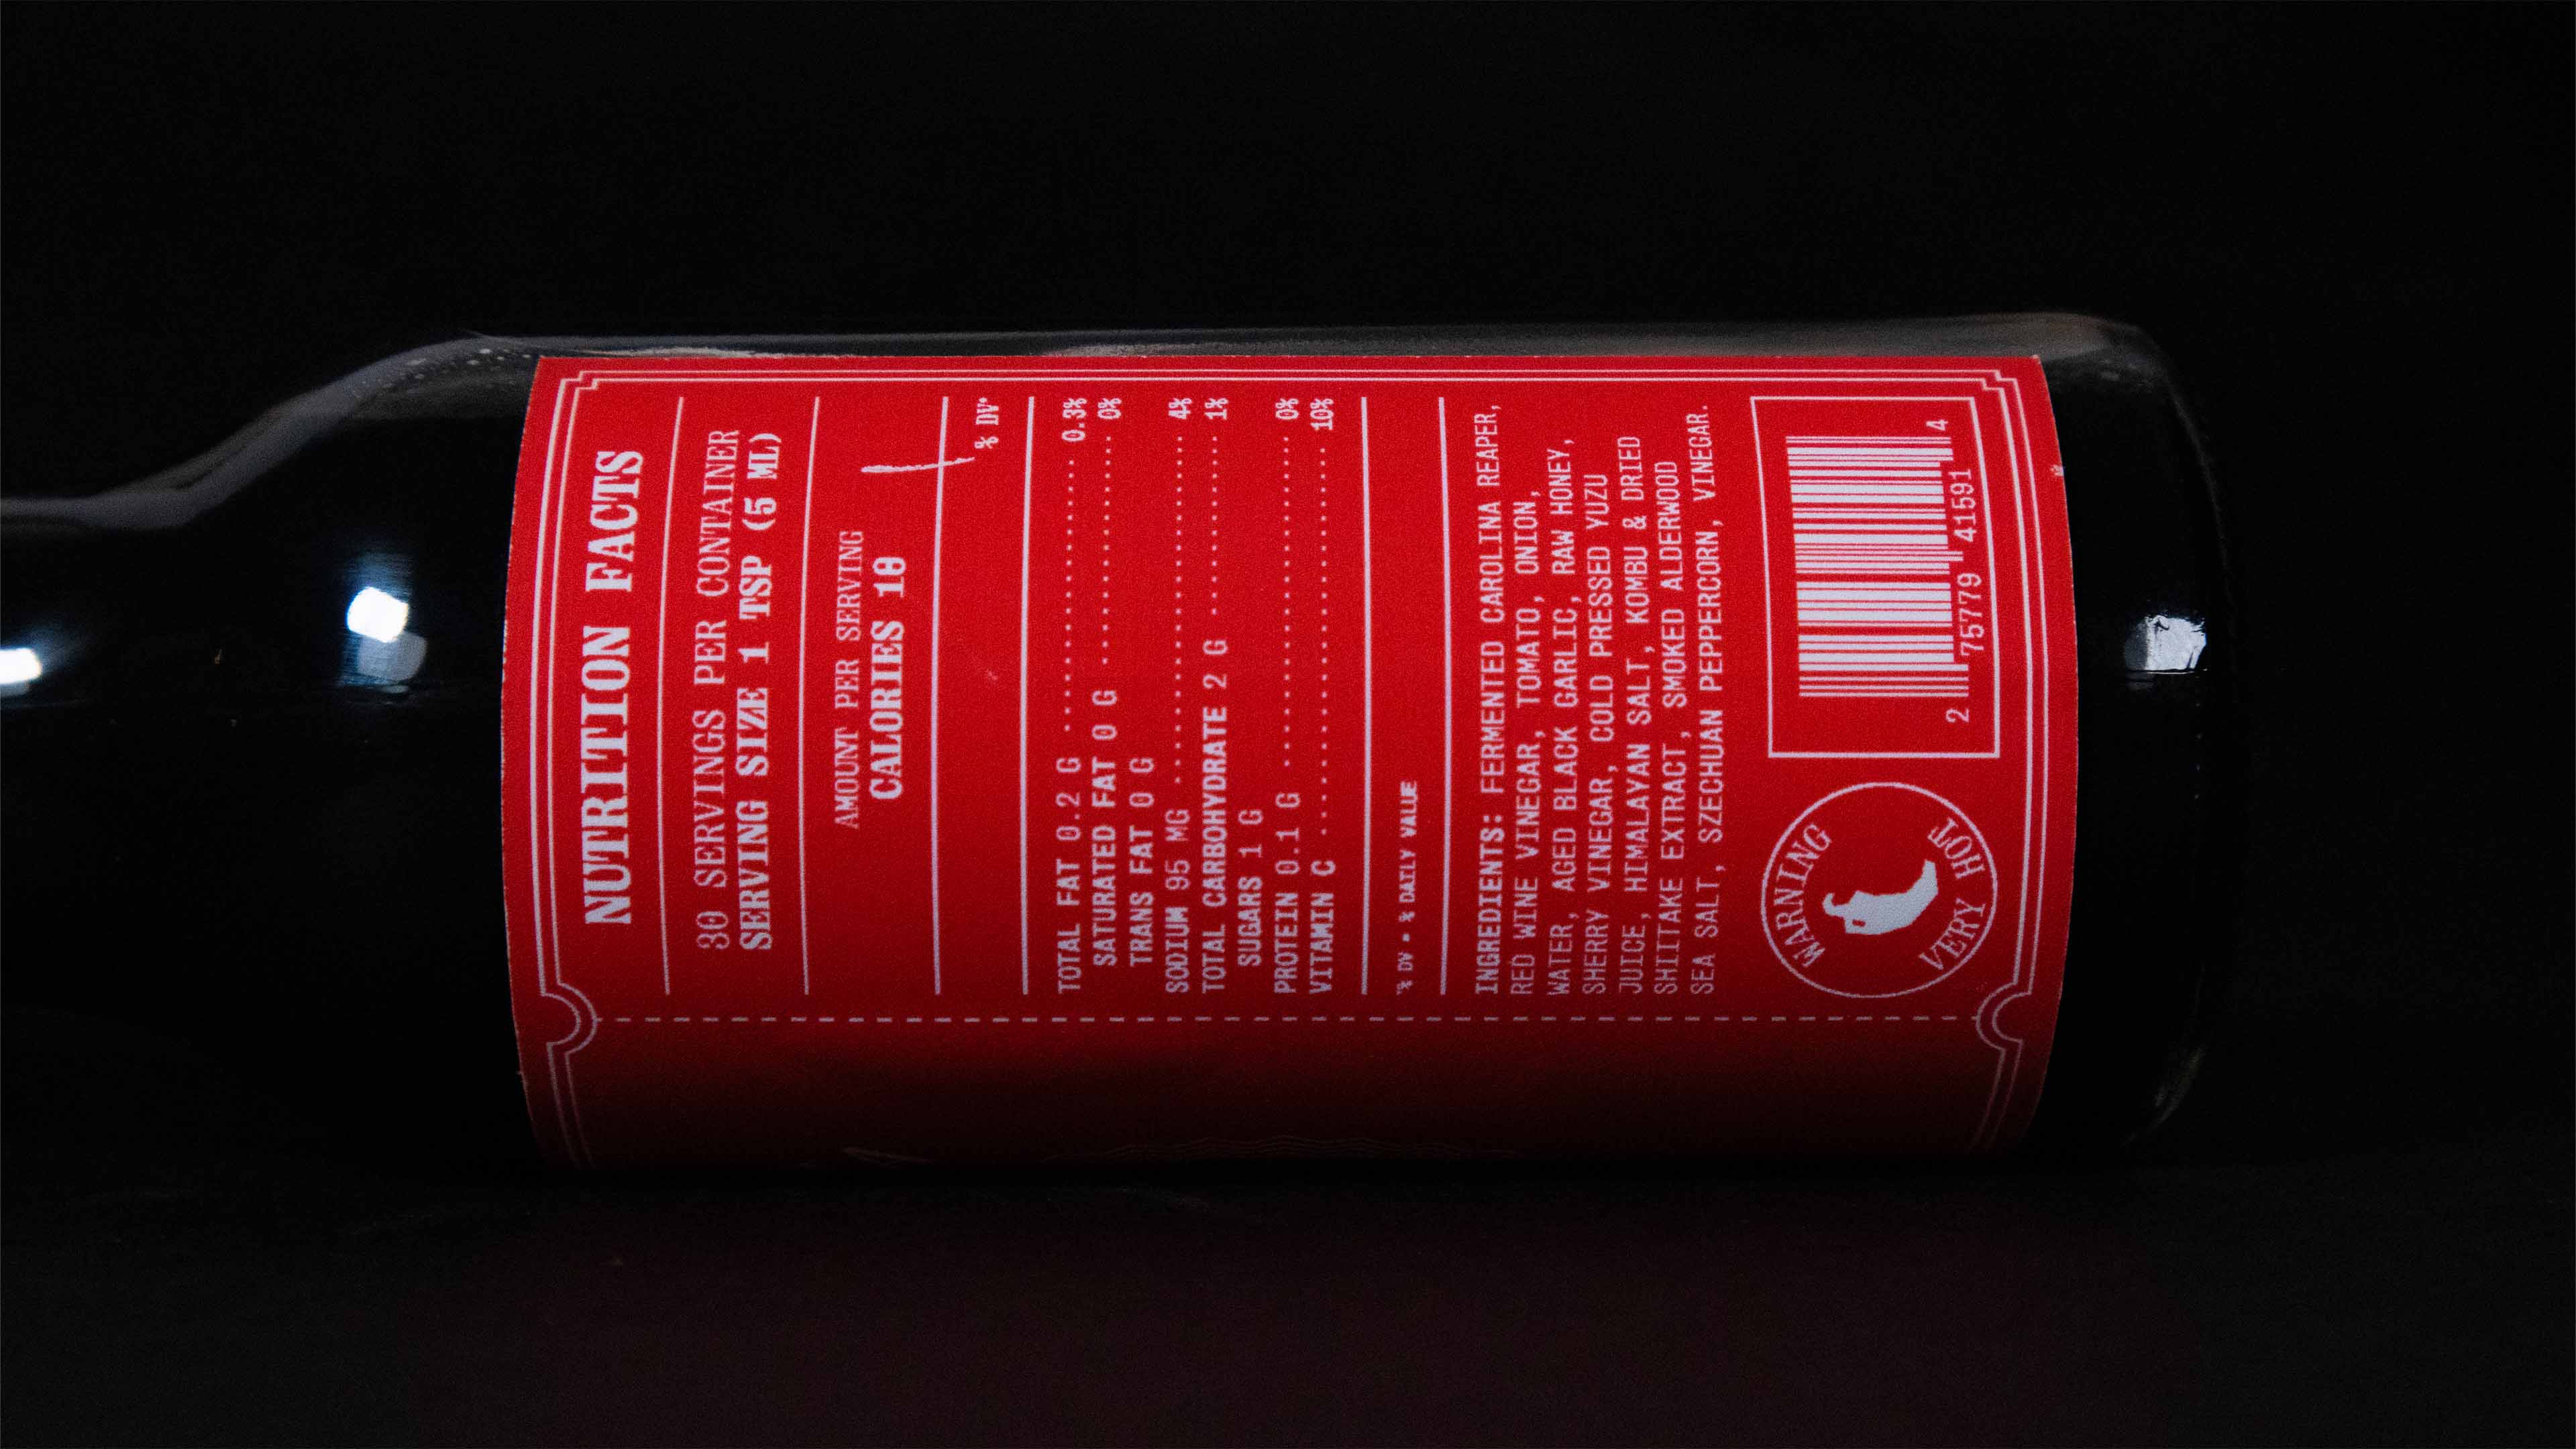 NUTRITION FACTS
30 SERVINGS PER CONTAINER
SERVING SIZE 1 TSP (5 ML)
AMOUNT PER SERVING
CALORIES 10
% DV*
TOTAL FAT 0.2 G 0.3%
SATURATED FAT 0 G 0%
TRANS FAT 0 G
SODIUM 95 MG 4%
TOTAL CARBOHYDRATE 2 G 1%
SUGARS 1 G
PROTEIN 0.1 G 0%
VITAMIN C 10%
*% DV = % DAILY VALUE
INGREDIENTS: FERMENTED CAROLINA REAPER,
RED WINE VINEGAR, TOMATO, ONION,
WATER, AGED BLACK GARLIC, RAW HONEY,
SHERRY VINEGAR, COLD PRESSED YUZU
JUICE, HIMALAYAN SALT, KOMBU & DRIED
SHIITAKE EXTRACT, SMOKED ALDERWOOD
SEA SALT, SZECHUAN PEPPERCORN, VINEGAR.
WARNING
VERY HOT
2 75779 41591 4